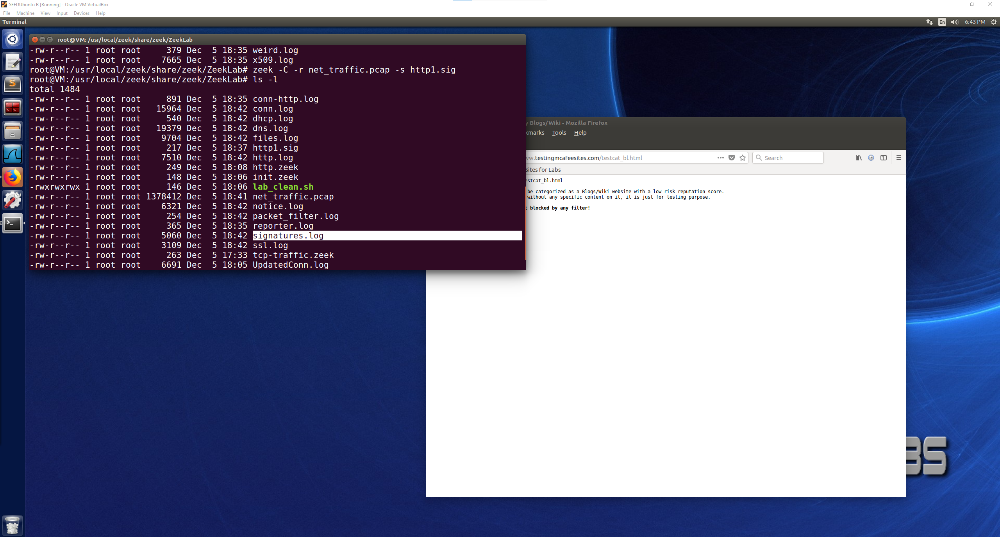 SEEDUbuntu B [Running] - Oracle VM VirtualBox
File Machine View Input Devices Help
Terminal
En
6:43 PM
root@VM: /usr/local/zeek/share/zeek/ZeekLab
-rw-r--r-- 1 root root     379 Dec  5 18:35 weird.log
-rw-r--r-- 1 root root    7665 Dec  5 18:35 x509.log
root@VM:/usr/local/zeek/share/zeek/ZeekLab# zeek -C -r net_traffic.pcap -s http1.sig
root@VM:/usr/local/zeek/share/zeek/ZeekLab# ls -l
total 1484
-rw-r--r-- 1 root root     891 Dec  5 18:35 conn-http.log
-rw-r--r-- 1 root root   15964 Dec  5 18:42 conn.log
-rw-r--r-- 1 root root     540 Dec  5 18:42 dhcp.log
-rw-r--r-- 1 root root   19379 Dec  5 18:42 dns.log
-rw-r--r-- 1 root root    9704 Dec  5 18:42 files.log
-rw-r--r-- 1 root root     217 Dec  5 18:37 http1.sig
-rw-r--r-- 1 root root    7510 Dec  5 18:42 http.log
-rw-r--r-- 1 root root     249 Dec  5 18:08 http.zeek
-rw-r--r-- 1 root root     148 Dec  5 18:06 init.zeek
-rwxrwxrwx 1 root root     146 Dec  5 18:06 lab_clean.sh
-rw-r--r-- 1 root root 1378412 Dec  5 18:41 net_traffic.pcap
-rw-r--r-- 1 root root    6321 Dec  5 18:42 notice.log
-rw-r--r-- 1 root root     254 Dec  5 18:42 packet_filter.log
-rw-r--r-- 1 root root     365 Dec  5 18:35 reporter.log
-rw-r--r-- 1 root root    5060 Dec  5 18:42 signatures.log
-rw-r--r-- 1 root root    3109 Dec  5 18:42 ssl.log
-rw-r--r-- 1 root root     263 Dec  5 17:33 tcp-traffic.zeek
-rw-r--r-- 1 root root    6691 Dec  5 18:05 UpdatedConn.log
y Blogs/Wiki - Mozilla Firefox
kmarks Tools Help
w.testingmcafeesites.com/testcat_bl.html
Search
Sites for Labs
estcat_bl.html
be categorized as a Blogs/Wiki website with a low risk reputation score.
without any specific content on it, it is just for testing purpose.
t blocked by any filter!
BS